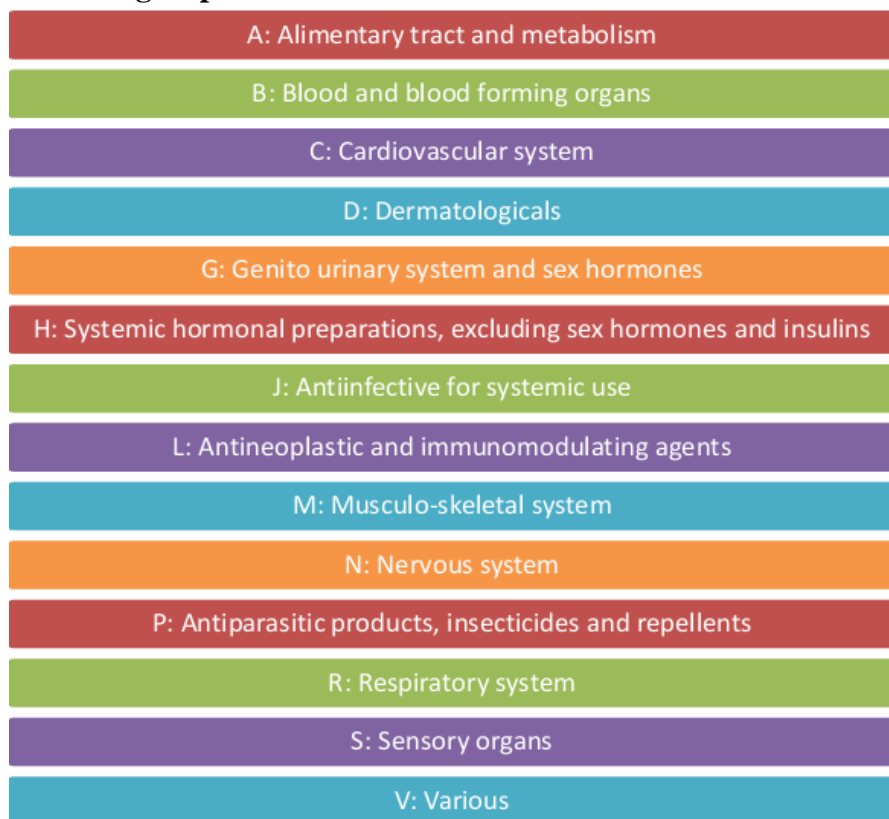 A: Alimentary tract and metabolism
B: Blood and blood forming organs
C: Cardiovascular system
D: Dermatologicals
G: Genito urinary system and sex hormones
H: Systemic hormonal preparations, excluding sex hormones and insulins
J: Antiinfective for systemic use
L: Antineoplastic and immunomodulating agents
M: Musculo-skeletal system
N: Nervous system
P: Antiparasitic products, insecticides and repellents
R: Respiratory system
S: Sensory organs
V: Various